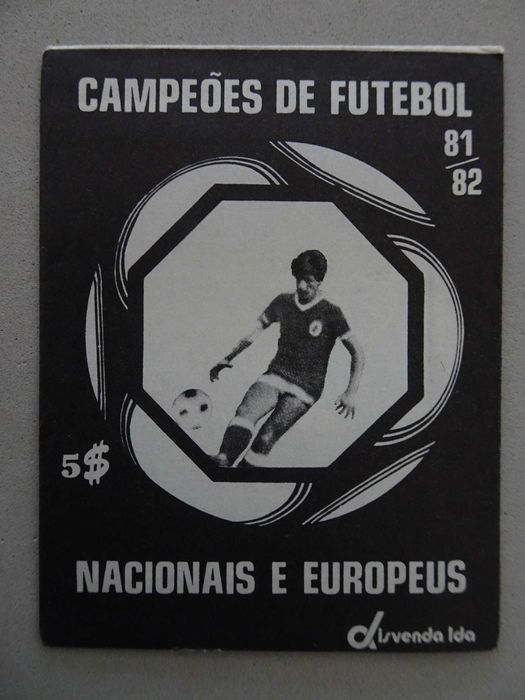 CAMPEÕES DE FUTEBOL
81/82
5$
NACIONAIS E EUROPEUS
disvenda lda